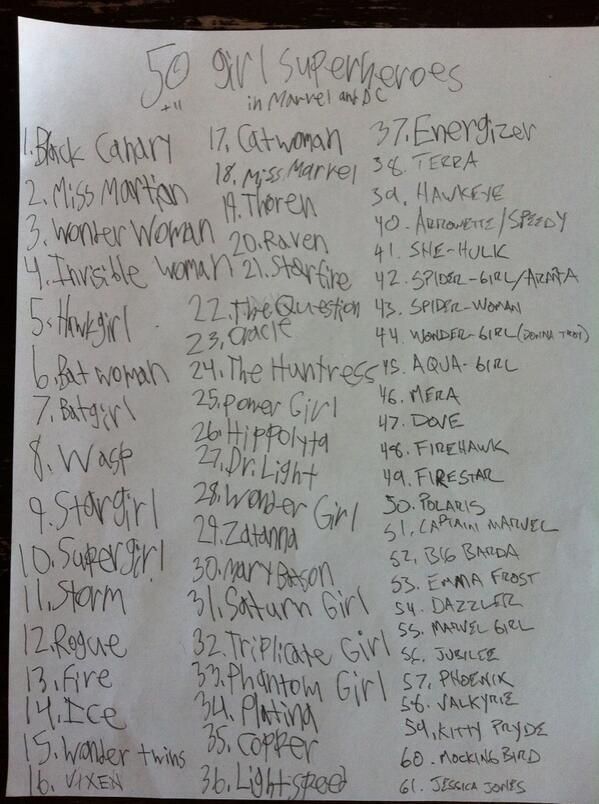 50 girl superheroes
+11
in Marvel and DC
1. Black Canary
2. Miss Martian
3. Wonder Woman
4. Invisible Woman
5. Hawkgirl
6. Batwoman
7. Batgirl
8. Wasp
9. Stargirl
10. Supergirl
11. Storm
12. Rogue
13. Fire
14. Ice
15. Wonder twins
16. VIXEN
17. Catwoman
18. Miss Marvel
19. Thoren
20. Raven
21. Starfire
22. The Question
23. Oracle
24. The Huntress
25. Power Girl
26. Hippolyta
27. Dr. Light
28. Wonder Girl
29. Zatanna
30. Mary Batson
31. Saturn Girl
32. Triplicate Girl
33. Phantom Girl
34. Platina
35. Copper
36. Lightspeed
37. Energizer
38. TERRA
39. HAWKEYE
40. ARROWETTE/SPEEDY
41. SHE-HULK
42. SPIDER-GIRL/ARAÑA
43. SPIDER-WOMAN
44. WONDER-GIRL (DONNA TROY)
45. AQUA-GIRL
46. MERA
47. DOVE
48. FIREHAWK
49. FIRESTAR
50. POLARIS
51. CAPTAIN MARVEL
52. BIG BARDA
53. EMMA FROST
54. DAZZLER
55. MARVEL GIRL
56. JUBILEE
57. PHOENIX
58. VALKYRIE
59. KITTY PRYDE
60. MOCKING BIRD
61. JESSICA JONES